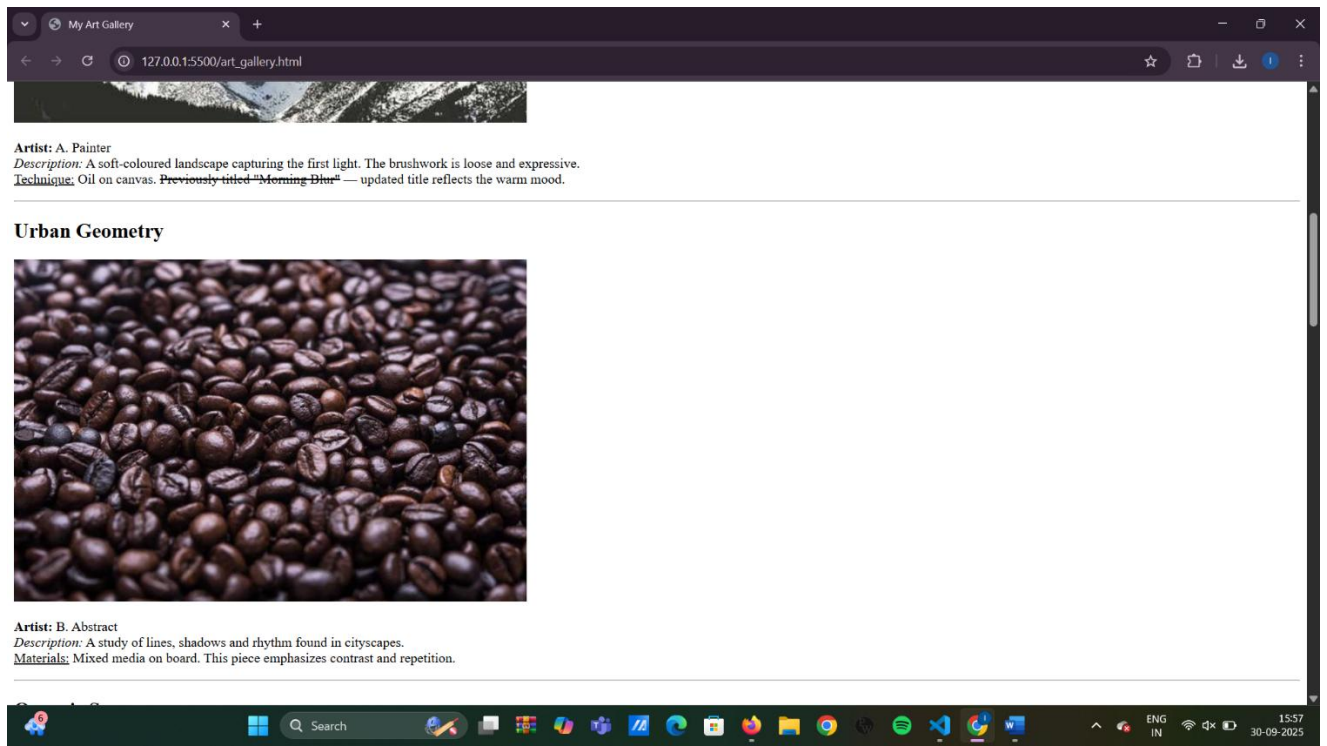 My Art Gallery
127.0.0.1:5500/art_gallery.html
Artist: A. Painter
Description: A soft-coloured landscape capturing the first light. The brushwork is loose and expressive.
Technique: Oil on canvas. Previously titled "Morning Blur" — updated title reflects the warm mood.
Urban Geometry
Artist: B. Abstract
Description: A study of lines, shadows and rhythm found in cityscapes.
Materials: Mixed media on board. This piece emphasizes contrast and repetition.
6
Search
ENG
IN
15:57
30-09-2025